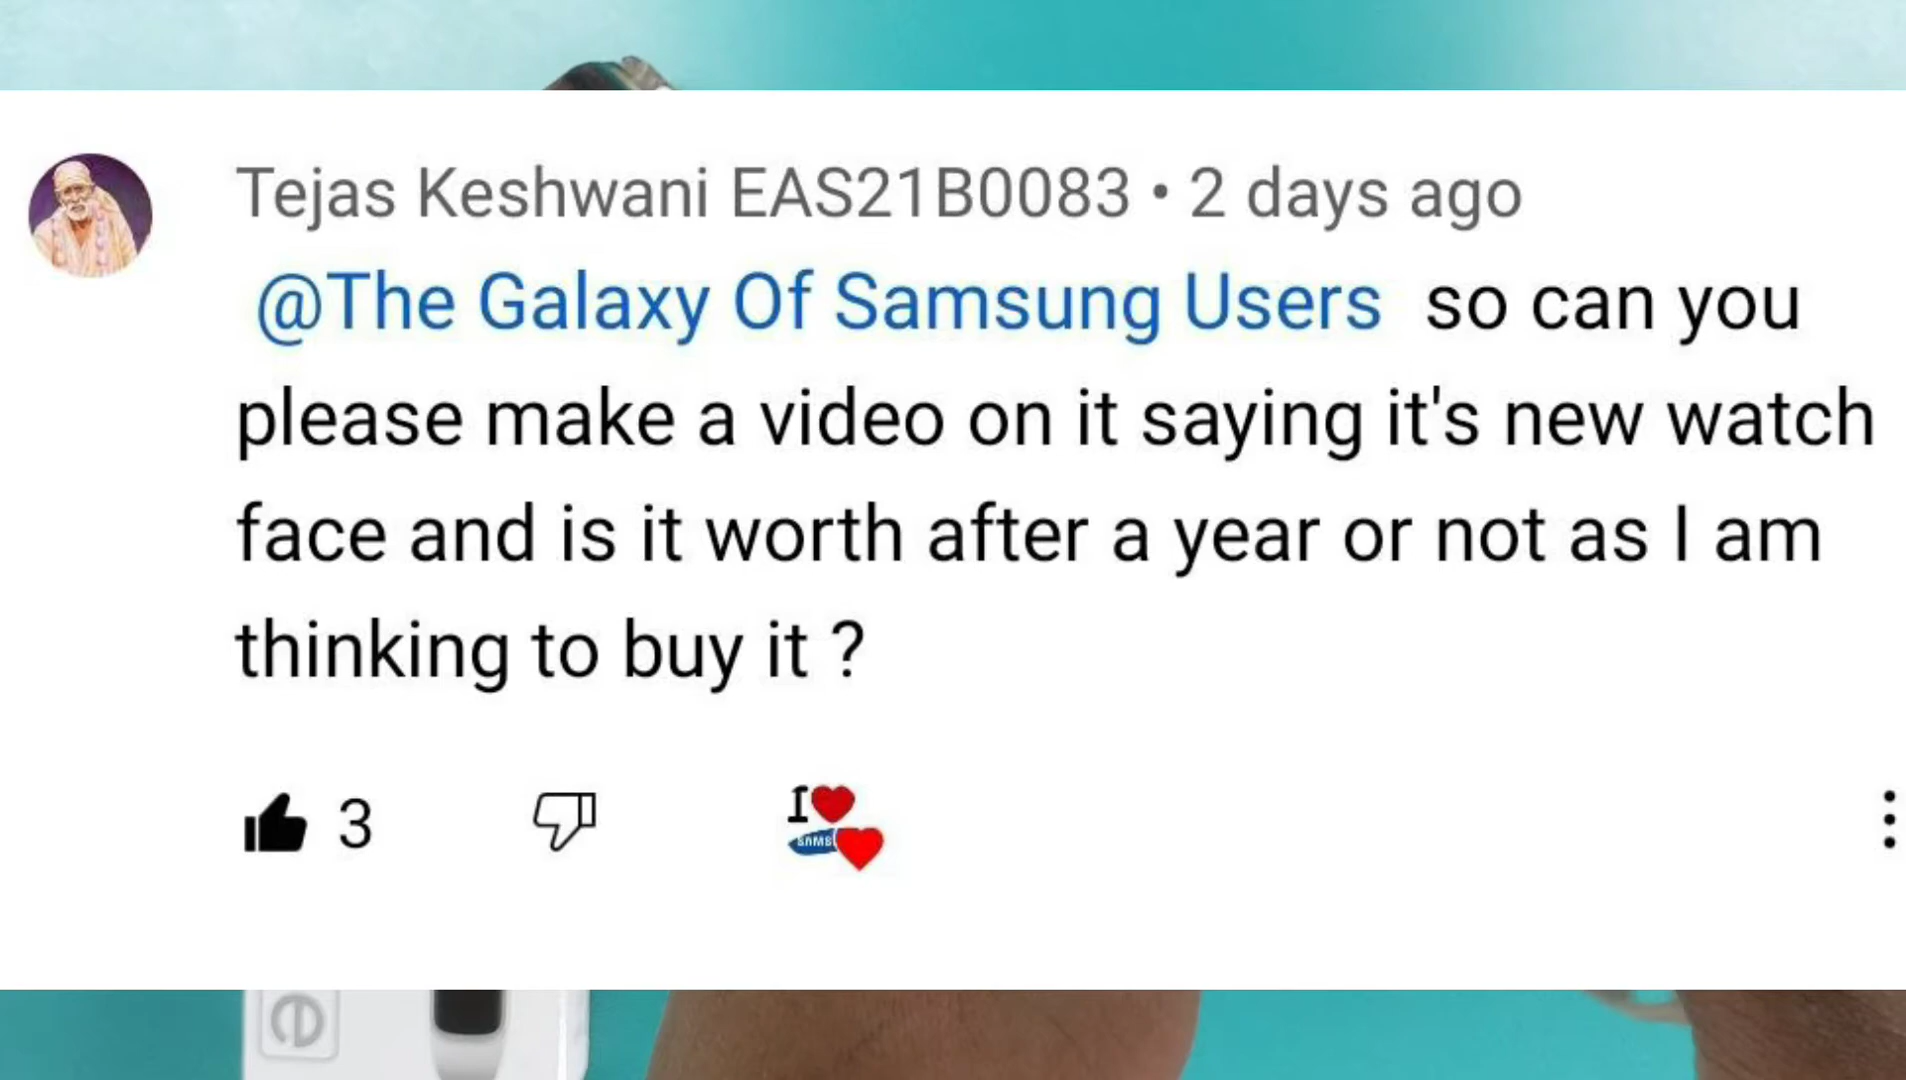 Tejas Keshwani EAS21B0083 • 2 days ago
@The Galaxy Of Samsung Users so can you
please make a video on it saying it's new watch
face and is it worth after a year or not as I am
thinking to buy it ?
3
I
SAMS